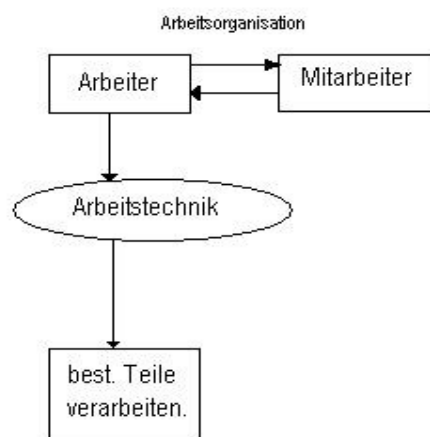 Arbeitsorganisation
Arbeiter
Mitarbeiter
Arbeitstechnik
best. Teile
verarbeiten.